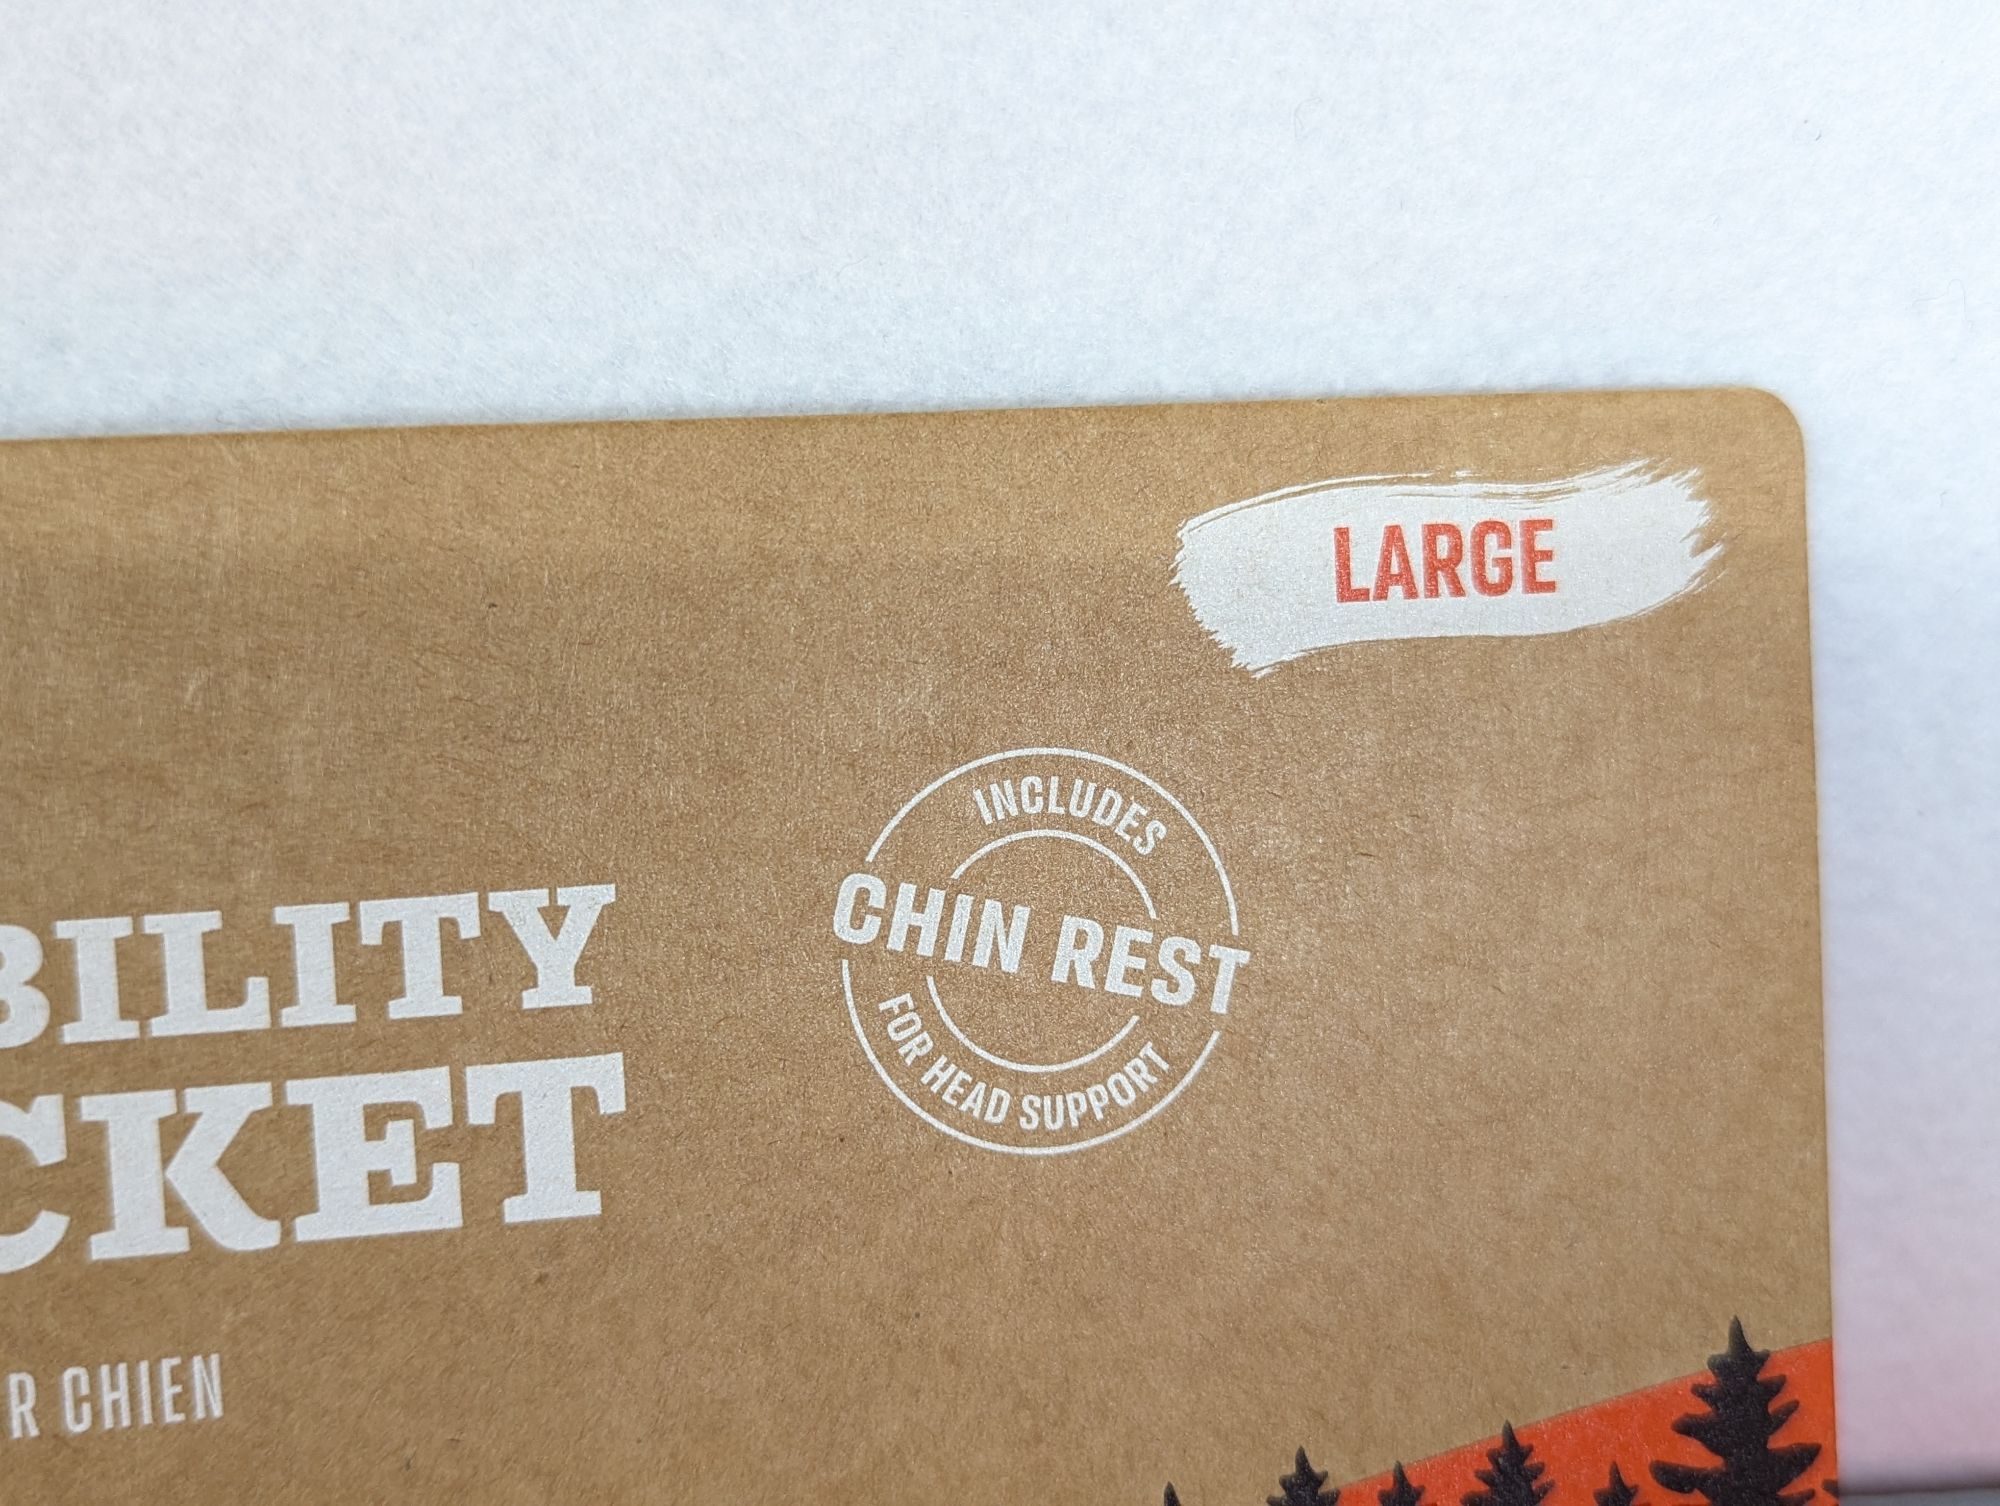 LARGE
INCLUDES
CHIN REST
FOR HEAD SUPPORT
BILITY
CKET
R CHIEN